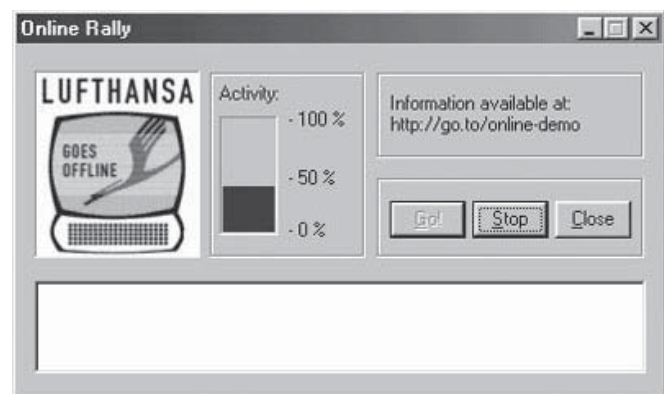 Online Rally
LUFTHANSA
GOES
OFFLINE
Activity:
- 100 %
- 50 %
- 0 %
Information available at:
http://go.to/online-demo
Go!
Stop
Close